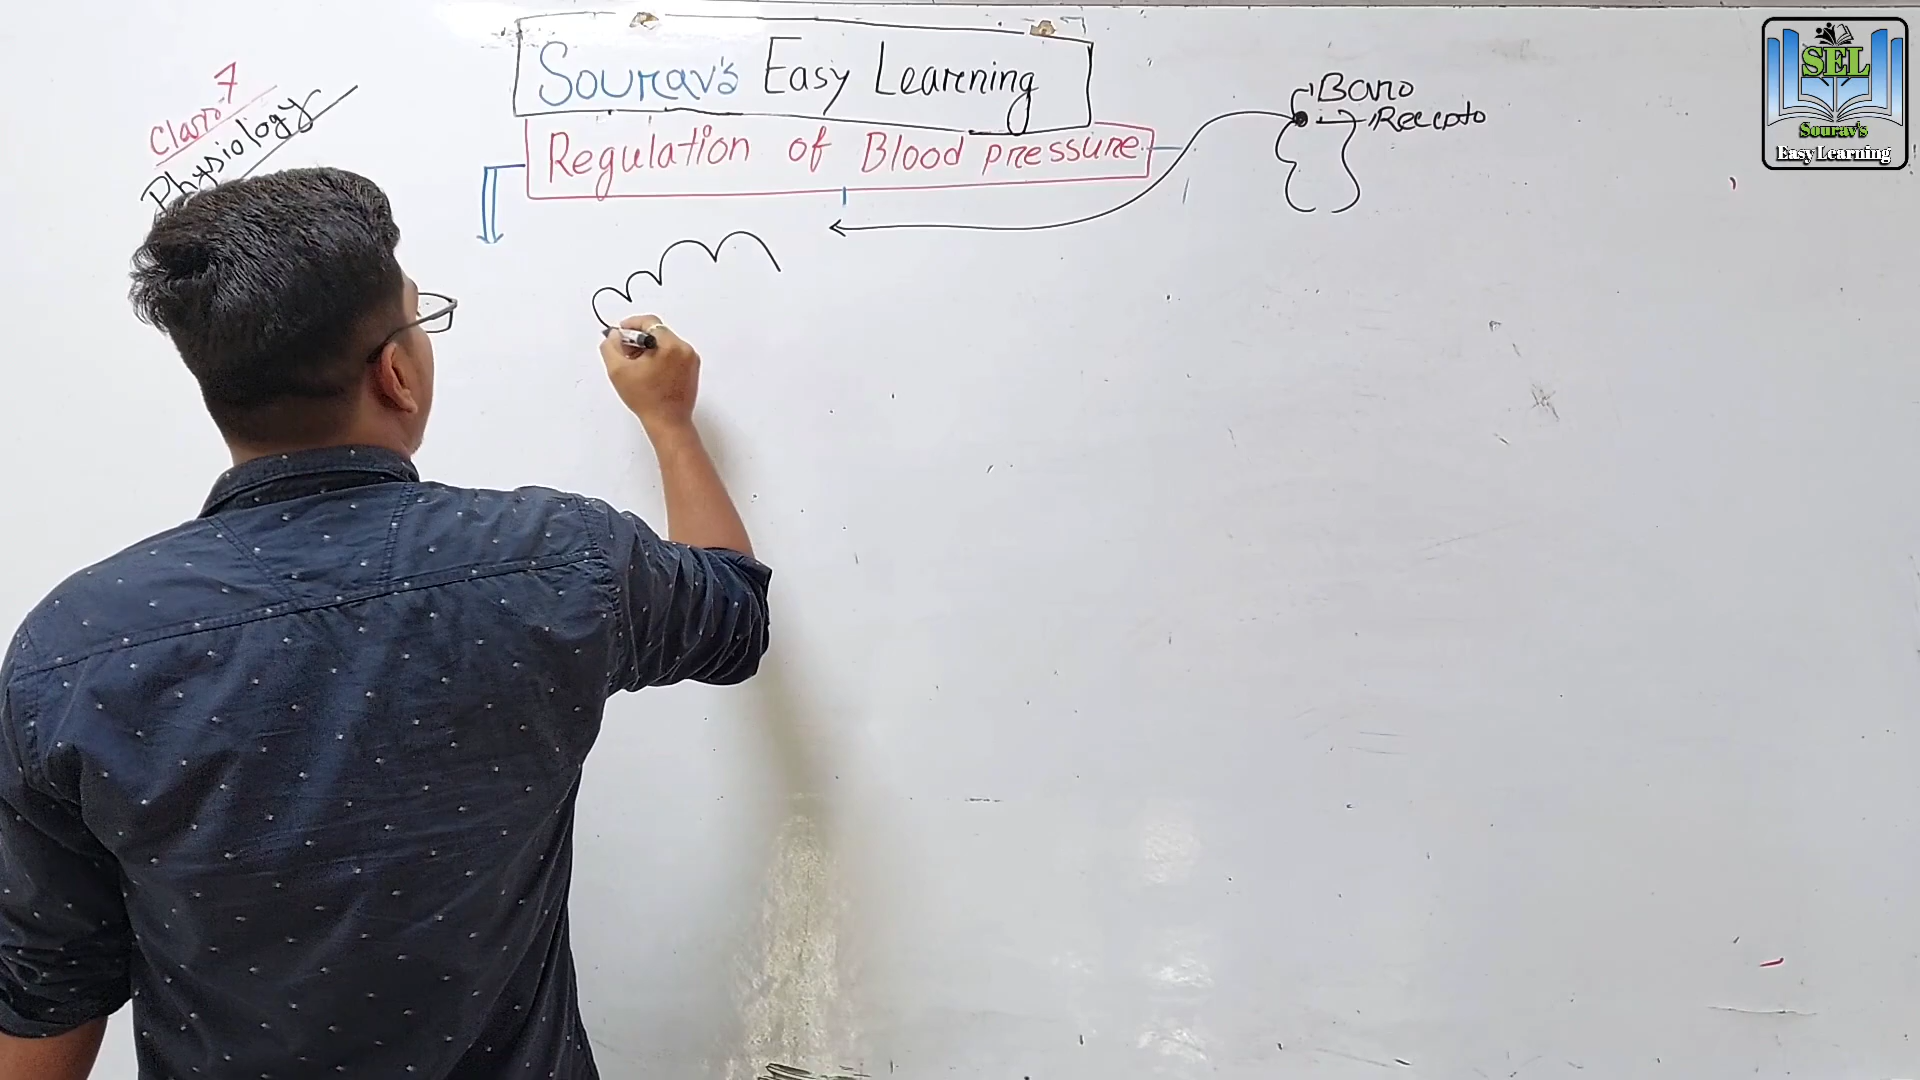 Sourav's Easy Learning
Class 7
Physiology
Regulation of Blood pressure
Baro
Recepto
SEL
Sourav's
Easy Learning